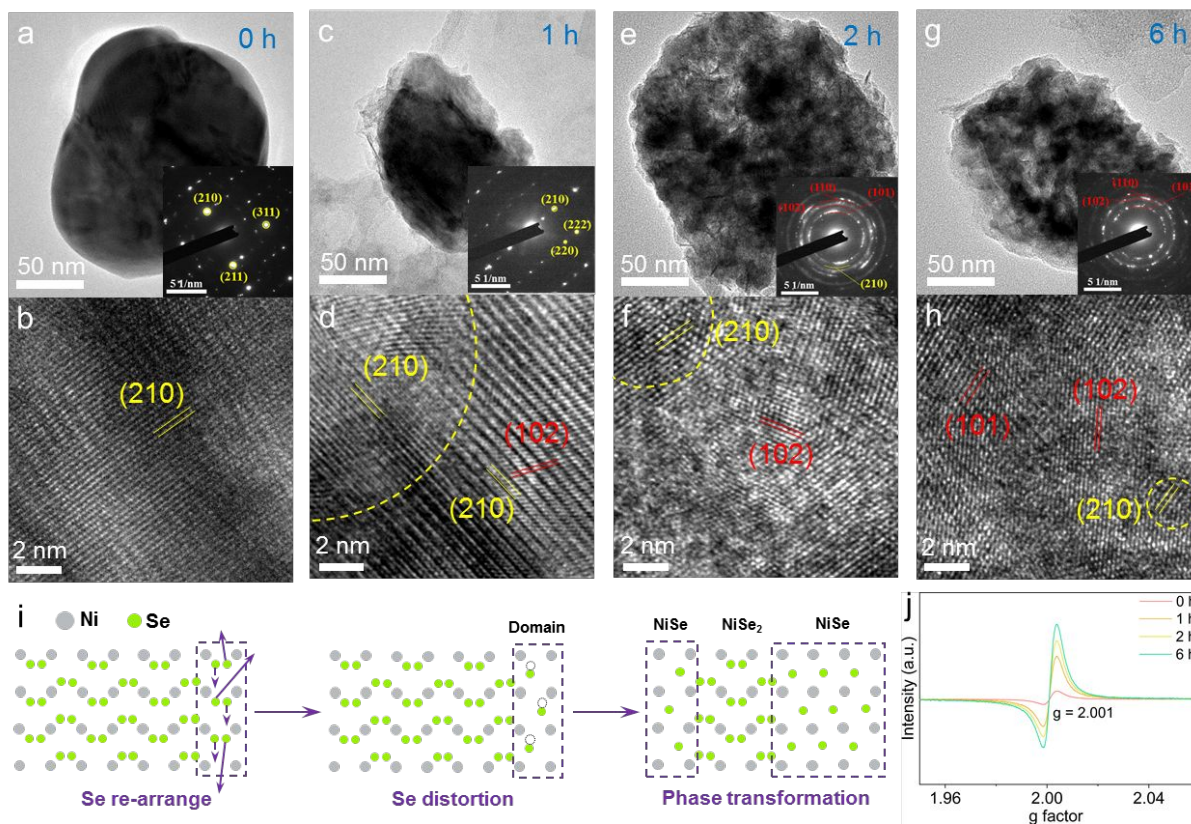 a
0 h
(210)
(311)
(211)
5 1/nm
50 nm
c
1 h
(210)
(222)
(220)
5 1/nm
50 nm
e
2 h
(110)
(101)
(102)
(210)
5 1/nm
50 nm
g
6 h
(110)
(102)
5 1/nm
50 nm
b
(210)
2 nm
d
(210)
(102)
(210)
2 nm
f
(210)
(102)
2 nm
h
(101)
(102)
(210)
2 nm
i
Ni
Se
Domain
NiSe
NiSe₂
NiSe
Se re-arrange
Se distortion
Phase transformation
j
0 h
1 h
2 h
6 h
Intensity (a.u.)
g = 2.001
1.96
2.00
2.04
g factor